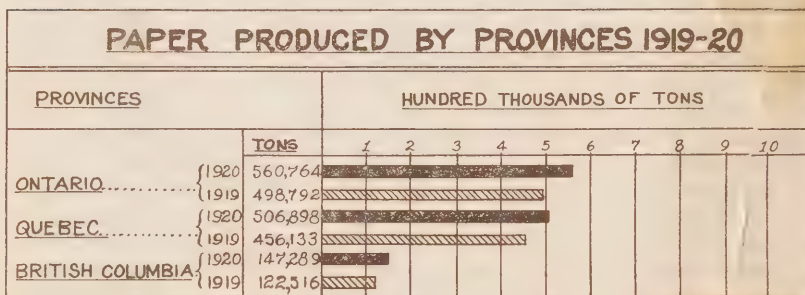 PAPER PRODUCED BY PROVINCES 1919-20
PROVINCES HUNDRED THOUSANDS OF TONS
TONS 1 2 3 4 5 6 7 8 9 10
ONTARIO.......... { 1920 560,764
1919 498,792
QUEBEC.......... { 1920 506,898
1919 456,133
BRITISH COLUMBIA { 1920 147,289
1919 122,516